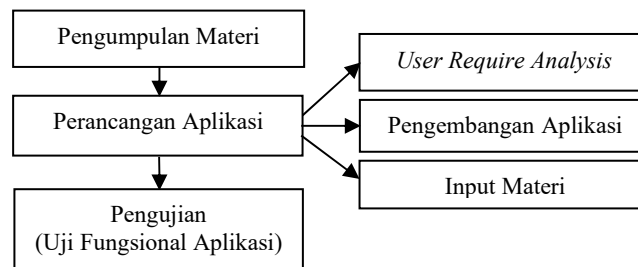 Pengumpulan Materi
Perancangan Aplikasi
Pengujian
(Uji Fungsional Aplikasi)
User Require Analysis
Pengembangan Aplikasi
Input Materi